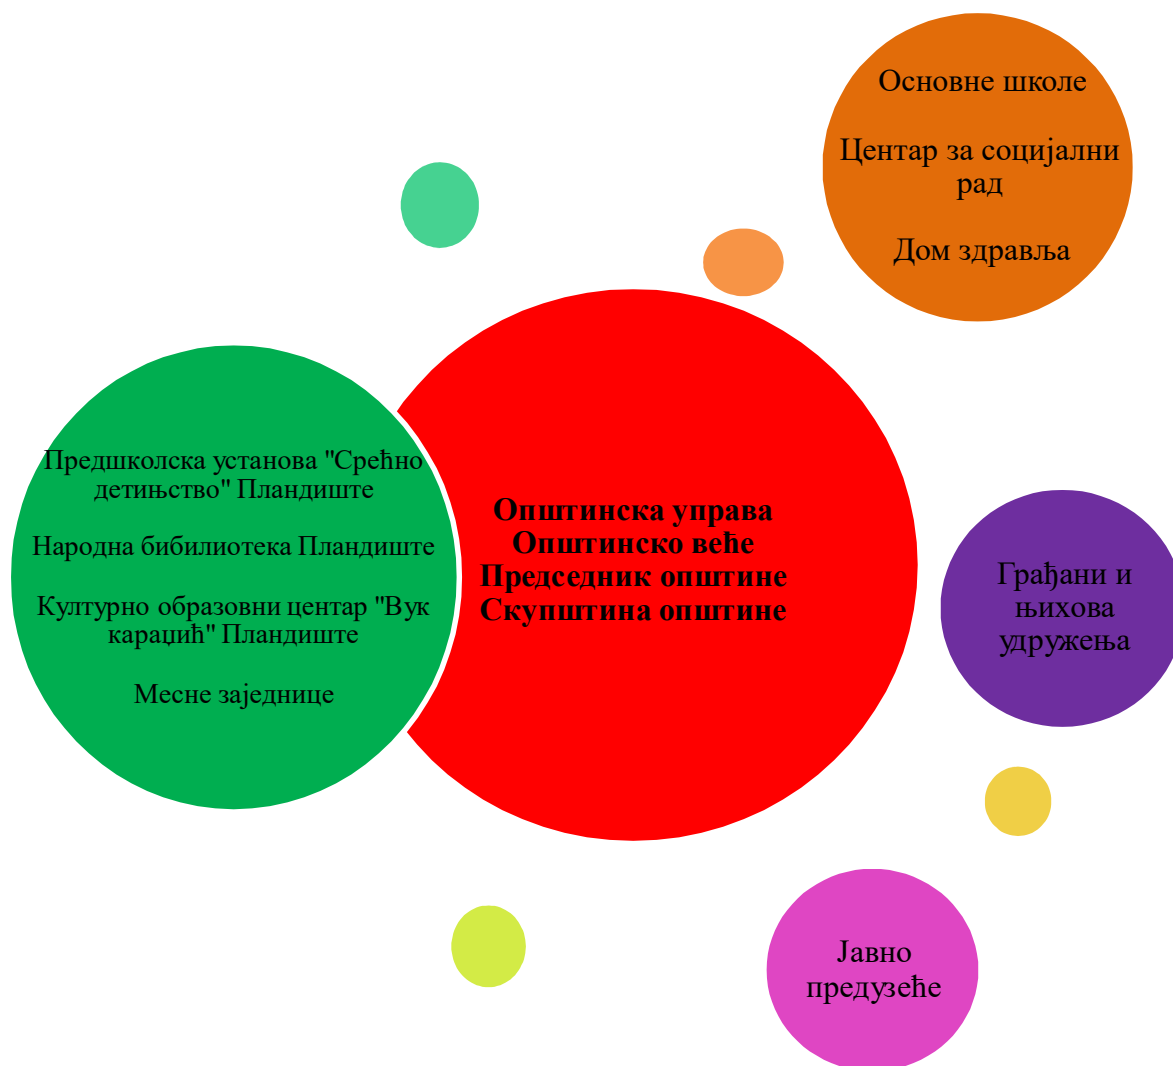 Основне школе
Центар за социјални
рад
Дом здравља
Предшколска установа "Срећно
детињство" Пландиште
Народна бибилиотека Пландиште
Културно образовни центар "Вук
караџић" Пландиште
Месне заједнице
Општинска управа
Општинско веће
Председник општине
Скупштина општине
Грађани и
њихова
удружења
Јавно
предузеће